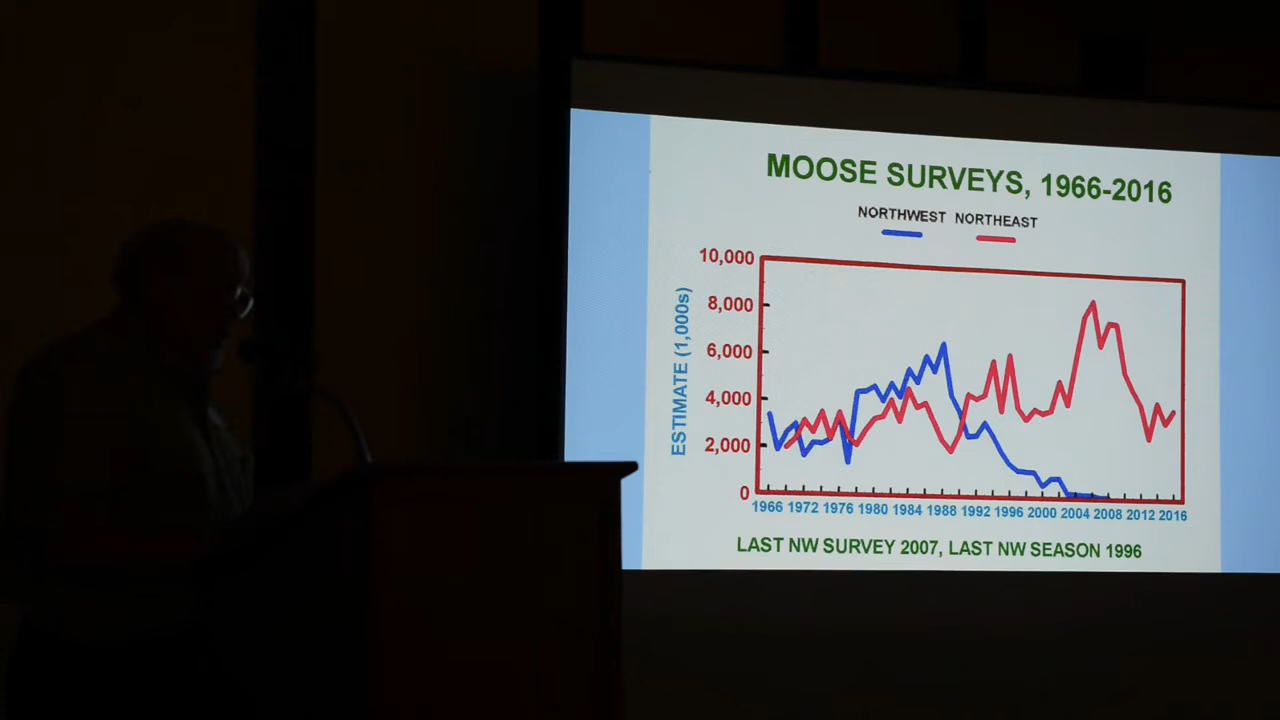 MOOSE SURVEYS, 1966-2016
NORTHWEST NORTHEAST
10,000
8,000
6,000
4,000
2,000
0
ESTIMATE (1,000s)
1966 1972 1976 1980 1984 1988 1992 1996 2000 2004 2008 2012 2016
LAST NW SURVEY 2007, LAST NW SEASON 1996